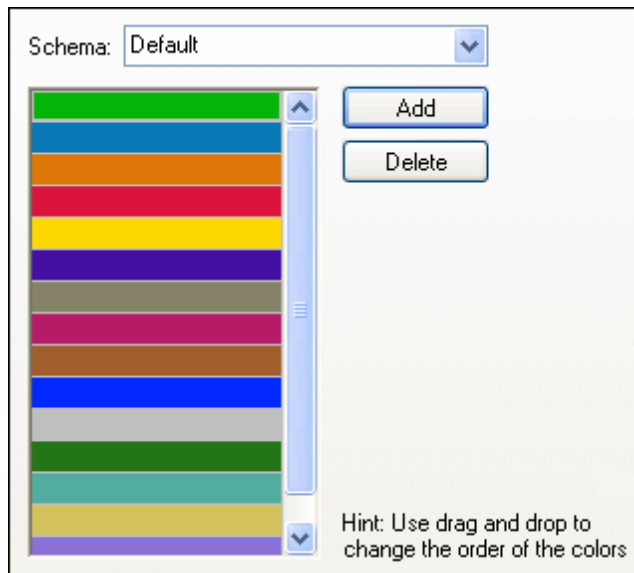 Schema: Default
Add
Delete
Hint: Use drag and drop to
change the order of the colors